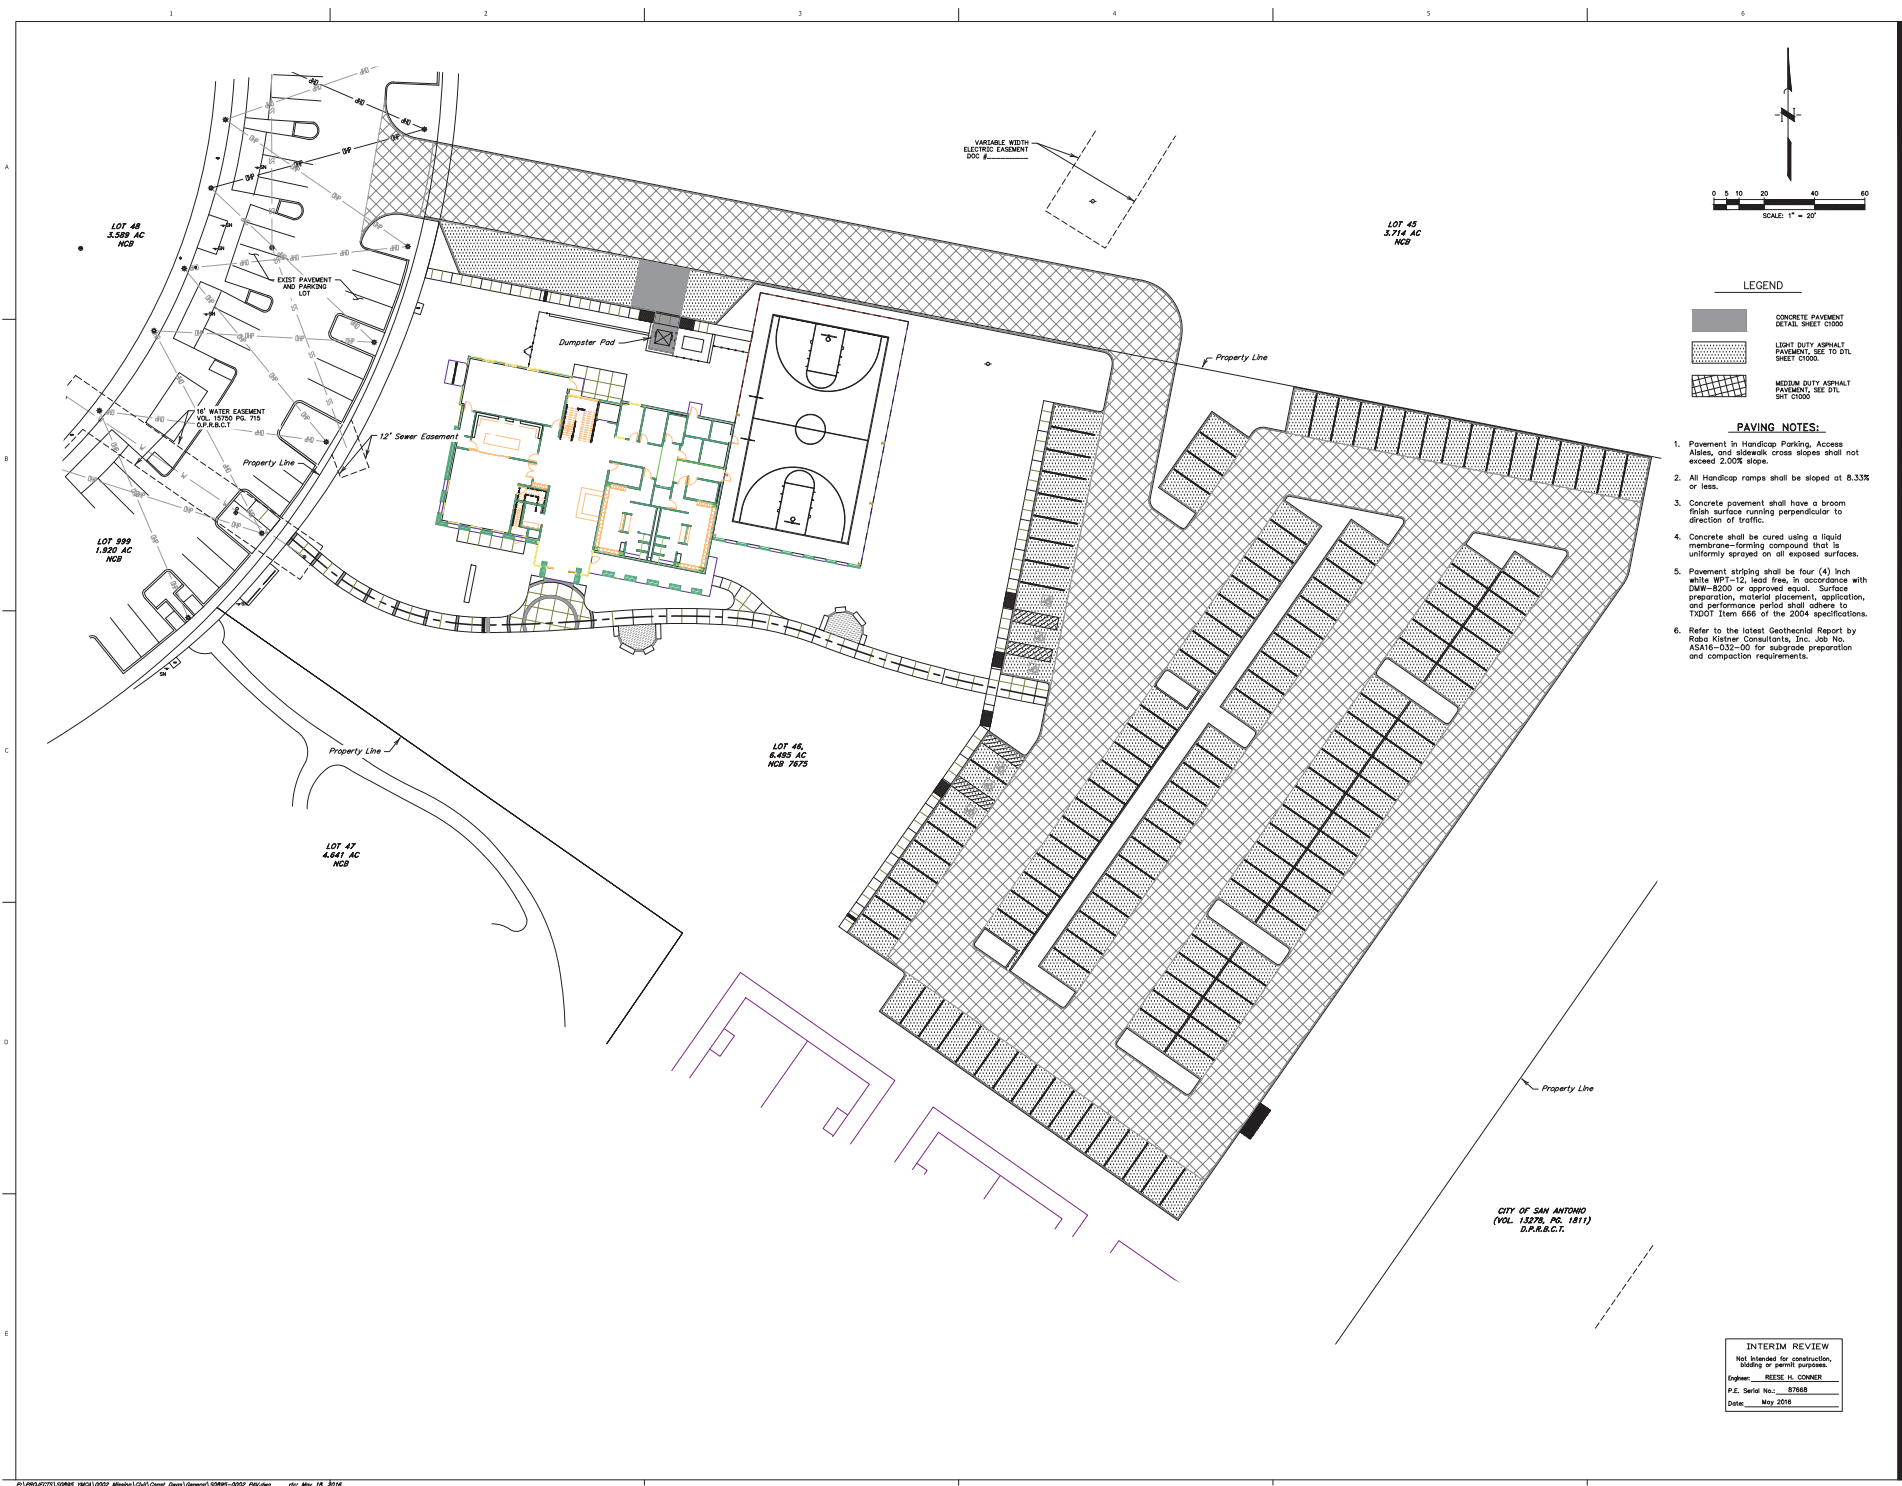 1
2
3
4
5
6
A
B
C
D
E
VARIABLE WIDTH
ELECTRIC EASEMENT
DOC #__________
LOT 48
3.589 AC
NCB
LOT 45
3.714 AC
NCB
EXIST PAVEMENT
AND PARKING
LOT
Dumpster Pad
Property Line
16' WATER EASEMENT
VOL. 15750 PG. 715
O.P.R.B.C.T
12' Sewer Easement
Property Line
LOT 999
1.920 AC
NCB
Property Line
LOT 46,
6.495 AC
NCB 7675
LOT 47
4.641 AC
NCB
Property Line
CITY OF SAN ANTONIO
(VOL. 13278, PG. 1811)
D.P.R.B.C.T.
0 5 10 20 40 60
SCALE: 1" = 20'
LEGEND
CONCRETE PAVEMENT
DETAIL SHEET C1000
LIGHT DUTY ASPHALT
PAVEMENT, SEE TO DTL
SHEET C1000.
MEDIUM DUTY ASPHALT
PAVEMENT, SEE DTL
SHT C1000
PAVING NOTES:
1. Pavement in Handicap Parking, Access
Aisles, and sidewalk cross slopes shall not
exceed 2.00% slope.
2. All Handicap ramps shall be sloped at 8.33%
or less.
3. Concrete pavement shall have a broom
finish surface running perpendicular to
direction of traffic.
4. Concrete shall be cured using a liquid
membrane-forming compound that is
uniformly sprayed on all exposed surfaces.
5. Pavement striping shall be four (4) inch
white WPT-12, lead free, in accordance with
DMW-8200 or approved equal. Surface
preparation, material placement, application,
and performance period shall adhere to
TXDOT Item 666 of the 2004 specifications.
6. Refer to the latest Geothecnial Report by
Raba Kistner Consultants, Inc. Job No.
ASA16-032-00 for subgrade preparation
and compaction requirements.
INTERIM REVIEW
Not intended for construction,
bidding or permit purposes.
Engineer: REESE H. CONNER
P.E. Serial No.: 87668
Date: May 2016